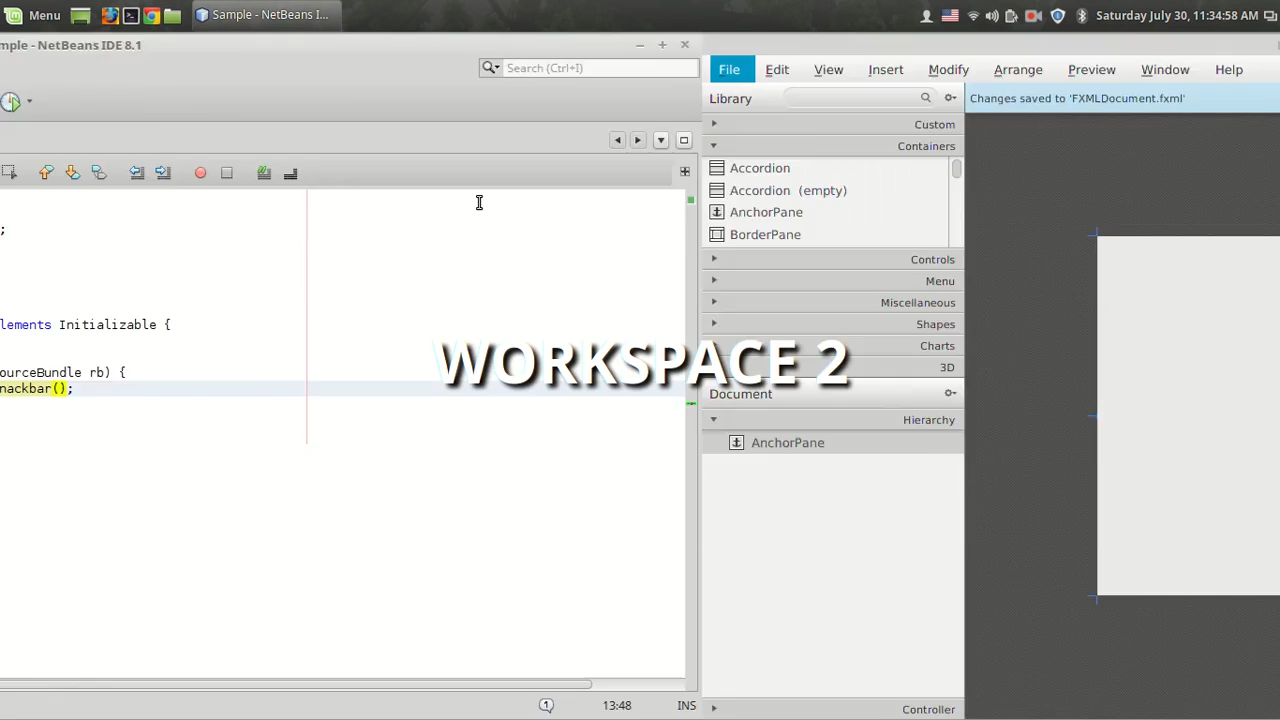 Menu
Sample - NetBeans I...
Saturday July 30, 11:34:58 AM
mple - NetBeans IDE 8.1
Search (Ctrl+I)
;
lements Initializable {
ourceBundle rb) {
nackbar();
13:48
INS
1
File Edit View Insert Modify Arrange Preview Window Help
Library
Changes saved to 'FXMLDocument.fxml'
Custom
Containers
Accordion
Accordion (empty)
AnchorPane
BorderPane
Controls
Menu
Miscellaneous
Shapes
Charts
3D
WORKSPACE 2
Document
Hierarchy
AnchorPane
Controller